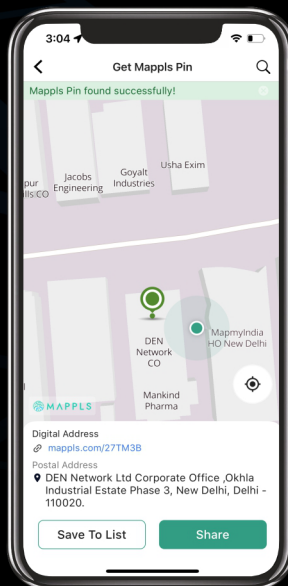 3:04
Get Mappls Pin
Mappls Pin found successfully!
Usha Exim
Jacobs
Engineering
Goyalt
Industries
DEN
Network
CO
MapmyIndia
HO New Delhi
Mankind
Pharma
MAPPLS
Digital Address
mappls.com/27TM3B
Postal Address
DEN Network Ltd Corporate Office ,Okhla
Industrial Estate Phase 3, New Delhi, Delhi -
110020.
Save To List
Share